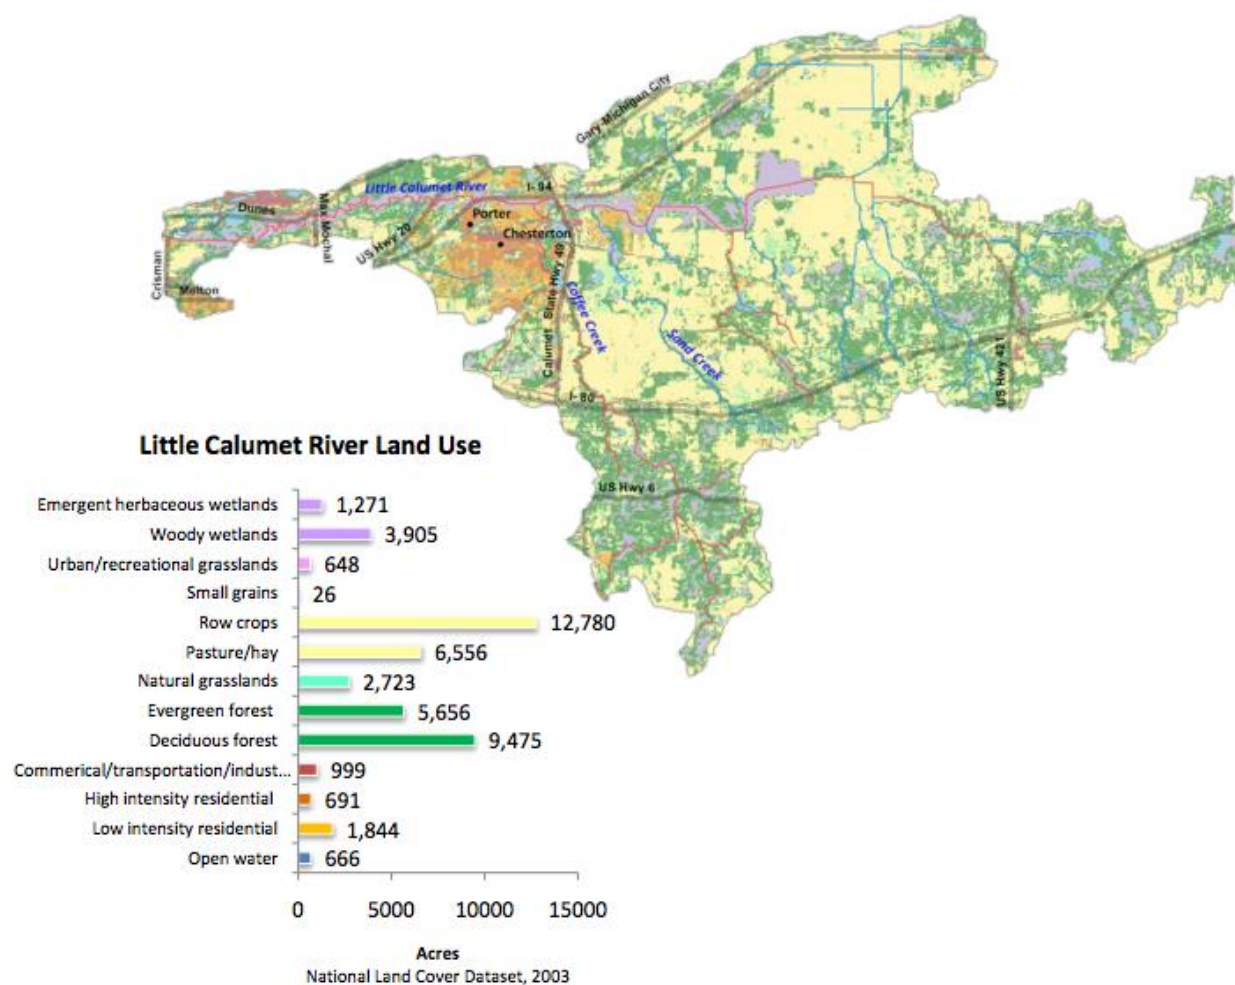 Gary-Michigan City
Little Calumet River
I- 94
Dunes
Max Mochal
Porter
US Hwy 20
Chesterton
Crisman
Melton
Calumet
State Hwy 49
Coffee Creek
Sand Creek
US Hwy 421
I- 80
US Hwy 6
Little Calumet River Land Use
Emergent herbaceous wetlands 1,271
Woody wetlands 3,905
Urban/recreational grasslands 648
Small grains 26
Row crops 12,780
Pasture/hay 6,556
Natural grasslands 2,723
Evergreen forest 5,656
Deciduous forest 9,475
Commerical/transportation/indust... 999
High intensity residential 691
Low intensity residential 1,844
Open water 666
0 5000 10000 15000
Acres
National Land Cover Dataset, 2003